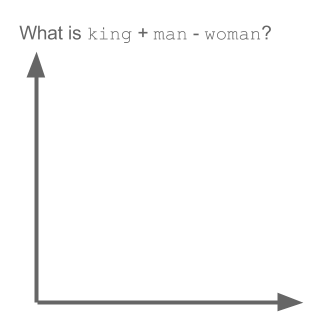 What is king + man - woman?